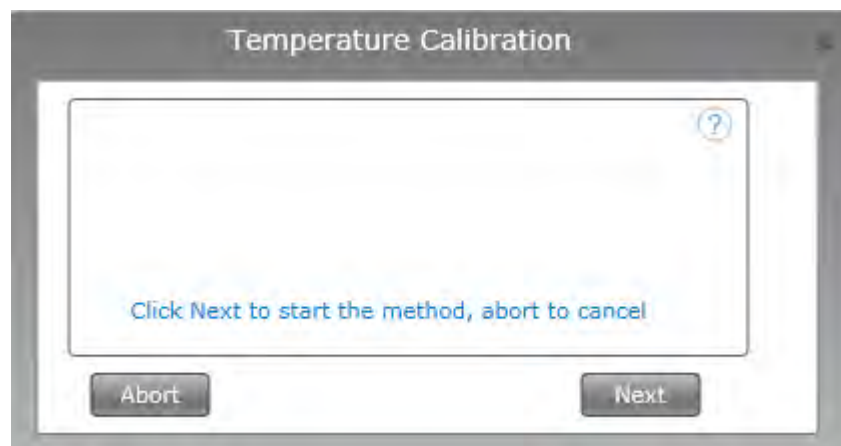 Temperature Calibration
?
Click Next to start the method, abort to cancel
Abort
Next